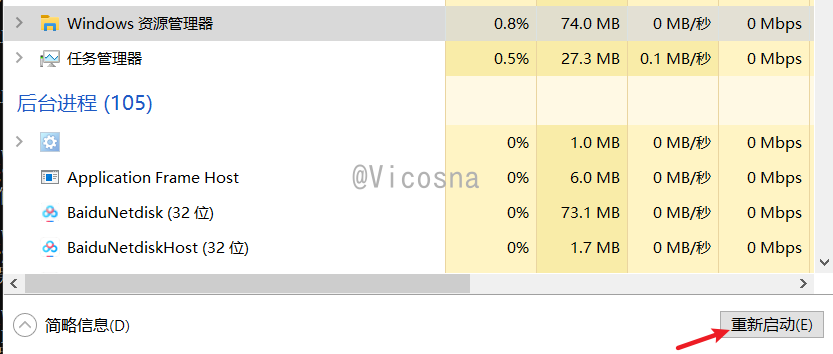 Windows 资源管理器 0.8% 74.0 MB 0 MB/秒 0 Mbps
任务管理器 0.5% 27.3 MB 0.1 MB/秒 0 Mbps
后台进程 (105)
0% 1.0 MB 0 MB/秒 0 Mbps
Application Frame Host 0% 6.0 MB 0 MB/秒 0 Mbps
@Vicosna
BaiduNetdisk (32 位) 0% 73.1 MB 0 MB/秒 0 Mbps
BaiduNetdiskHost (32 位) 0% 1.7 MB 0 MB/秒 0 Mbps
简略信息(D) 重新启动(E)